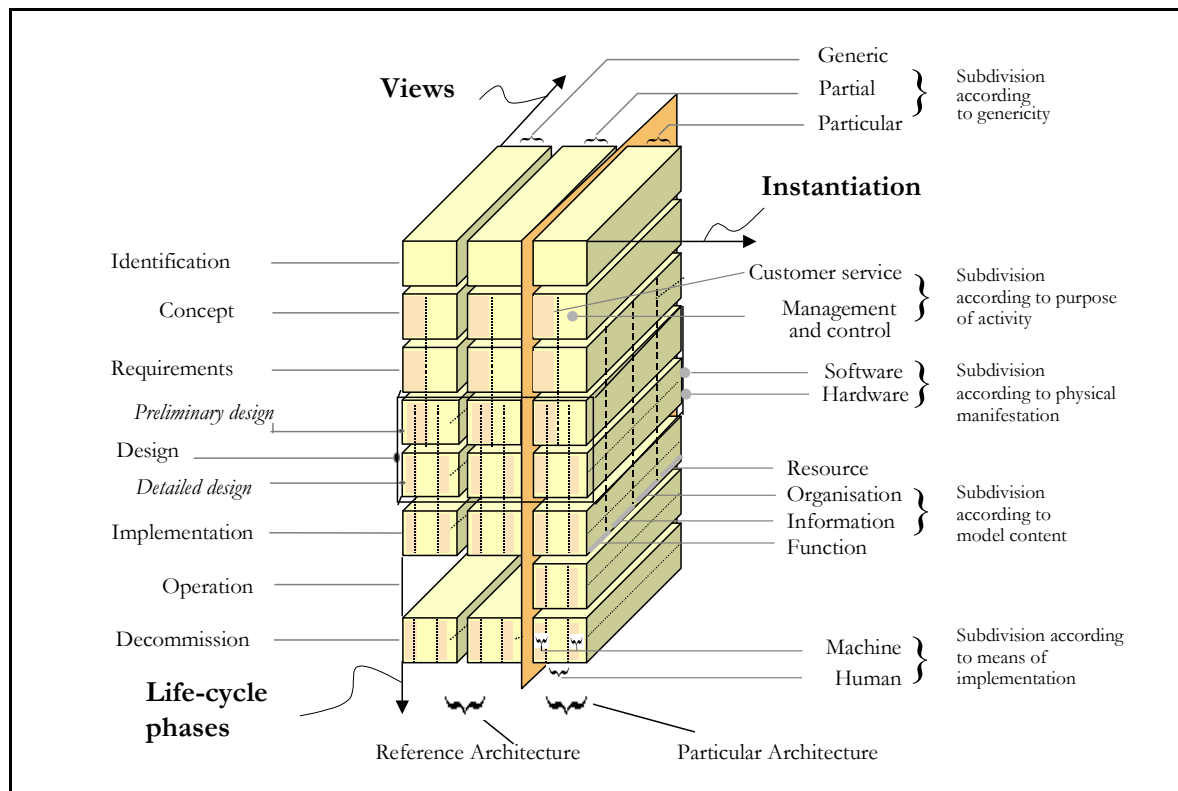 Generic
Views
Partial
Particular
Subdivision
according
to genericity
Instantiation
Identification
Customer service
Concept
Management
and control
Subdivision
according to purpose
of activity
Requirements
Software
Hardware
Subdivision
according to physical
manifestation
Preliminary design
Design
Detailed design
Resource
Organisation
Information
Function
Subdivision
according to
model content
Implementation
Operation
Decommission
Machine
Human
Subdivision according
to means of
implementation
Life-cycle
phases
Reference Architecture
Particular Architecture